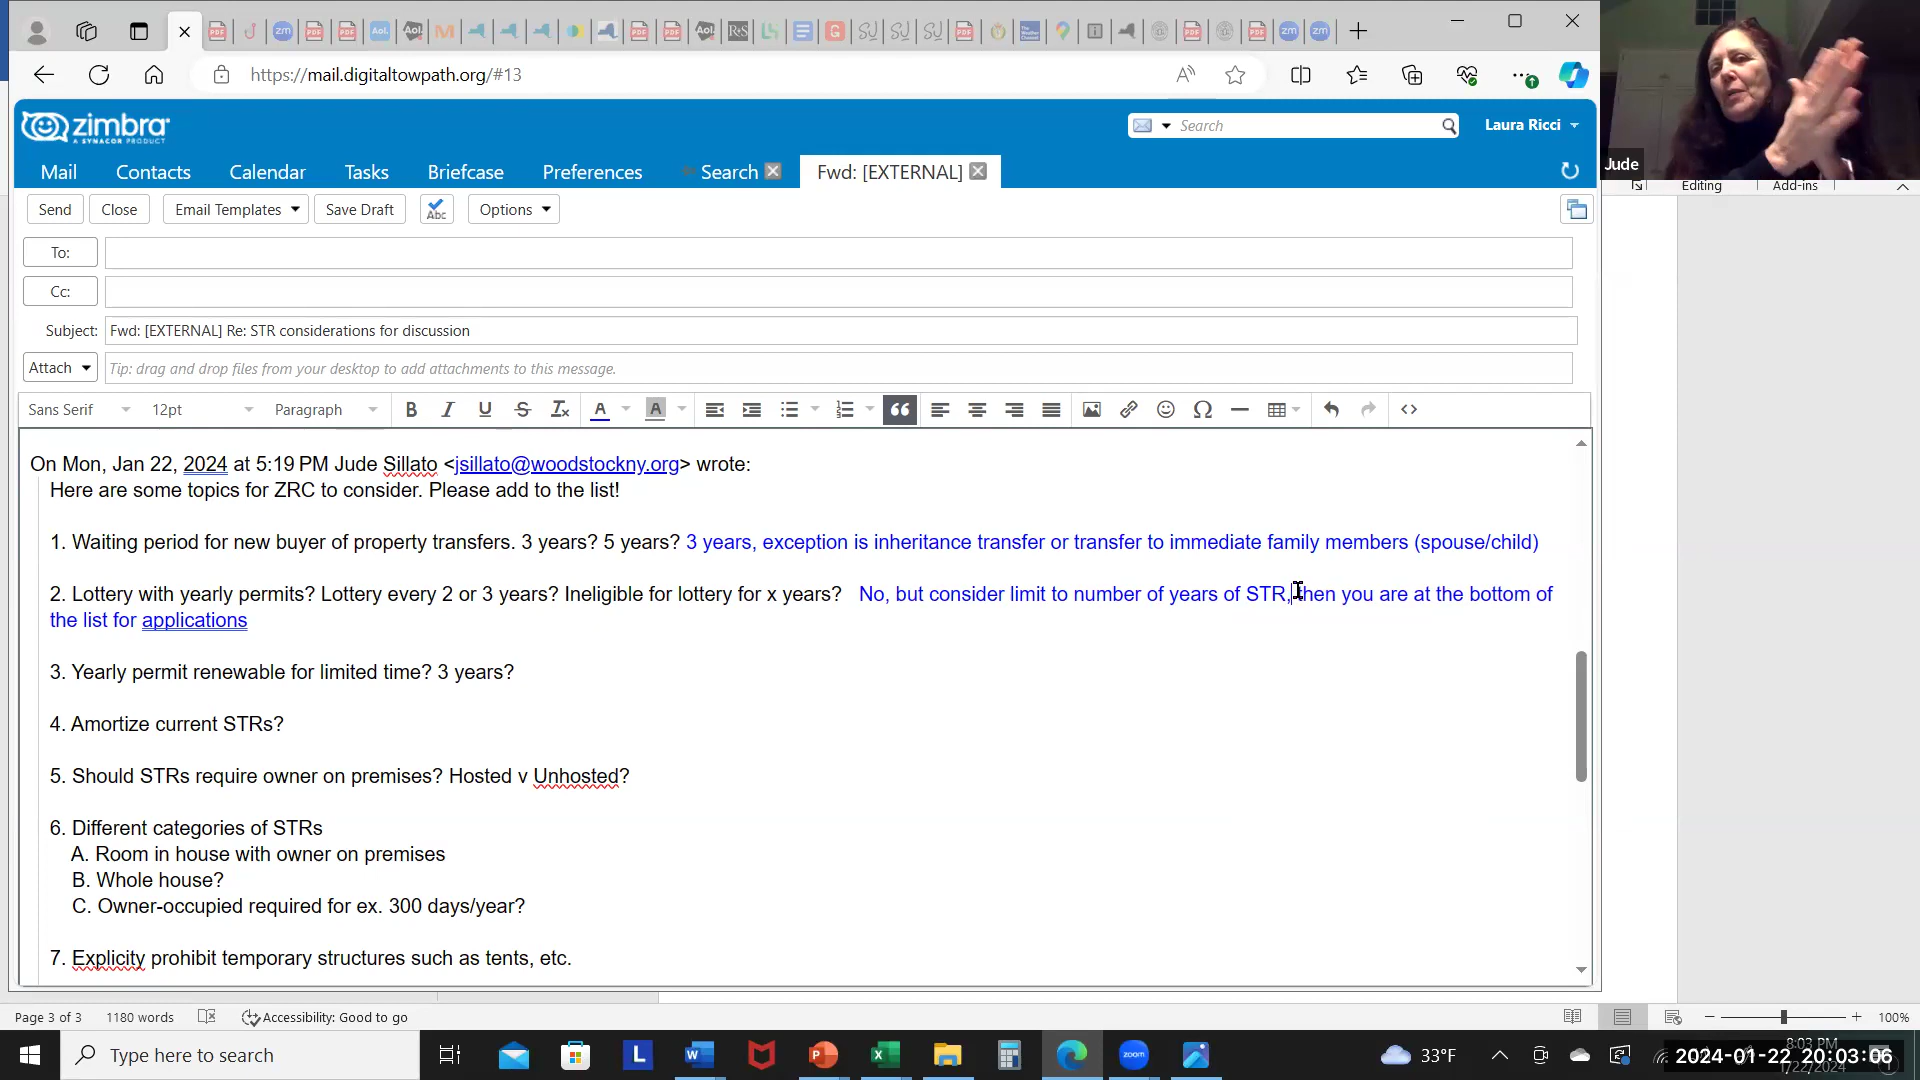 https://mail.digitaltowpath.org/#13
zimbra
A SYNACOR PRODUCT
Search
Laura Ricci
Jude
Mail Contacts Calendar Tasks Briefcase Preferences Search Fwd: [EXTERNAL]
Editing Add-ins
Send Close Email Templates Save Draft Abc Options
To:
Cc:
Subject: Fwd: [EXTERNAL] Re: STR considerations for discussion
Attach Tip: drag and drop files from your desktop to add attachments to this message.
Sans Serif 12pt Paragraph
On Mon, Jan 22, 2024 at 5:19 PM Jude Sillato <jsillato@woodstockny.org> wrote:
Here are some topics for ZRC to consider. Please add to the list!
1. Waiting period for new buyer of property transfers. 3 years? 5 years? 3 years, exception is inheritance transfer or transfer to immediate family members (spouse/child)
2. Lottery with yearly permits? Lottery every 2 or 3 years? Ineligible for lottery for x years? No, but consider limit to number of years of STR, then you are at the bottom of
the list for applications
3. Yearly permit renewable for limited time? 3 years?
4. Amortize current STRs?
5. Should STRs require owner on premises? Hosted v Unhosted?
6. Different categories of STRs
A. Room in house with owner on premises
B. Whole house?
C. Owner-occupied required for ex. 300 days/year?
7. Explicity prohibit temporary structures such as tents, etc.
Page 3 of 3 1180 words Accessibility: Good to go 100%
Type here to search
33°F
8:03 PM
1/22/2024
2024-01-22 20:03:06